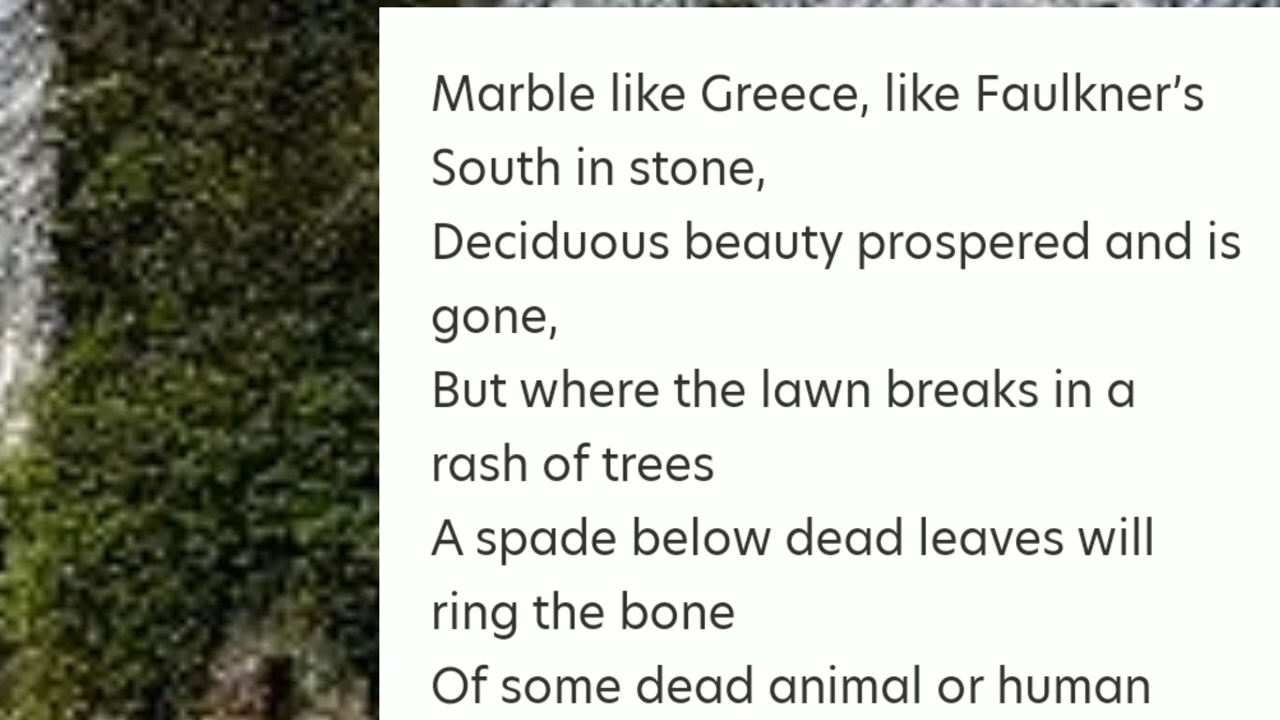 Marble like Greece, like Faulkner’s
South in stone,
Deciduous beauty prospered and is
gone,
But where the lawn breaks in a
rash of trees
A spade below dead leaves will
ring the bone
Of some dead animal or human